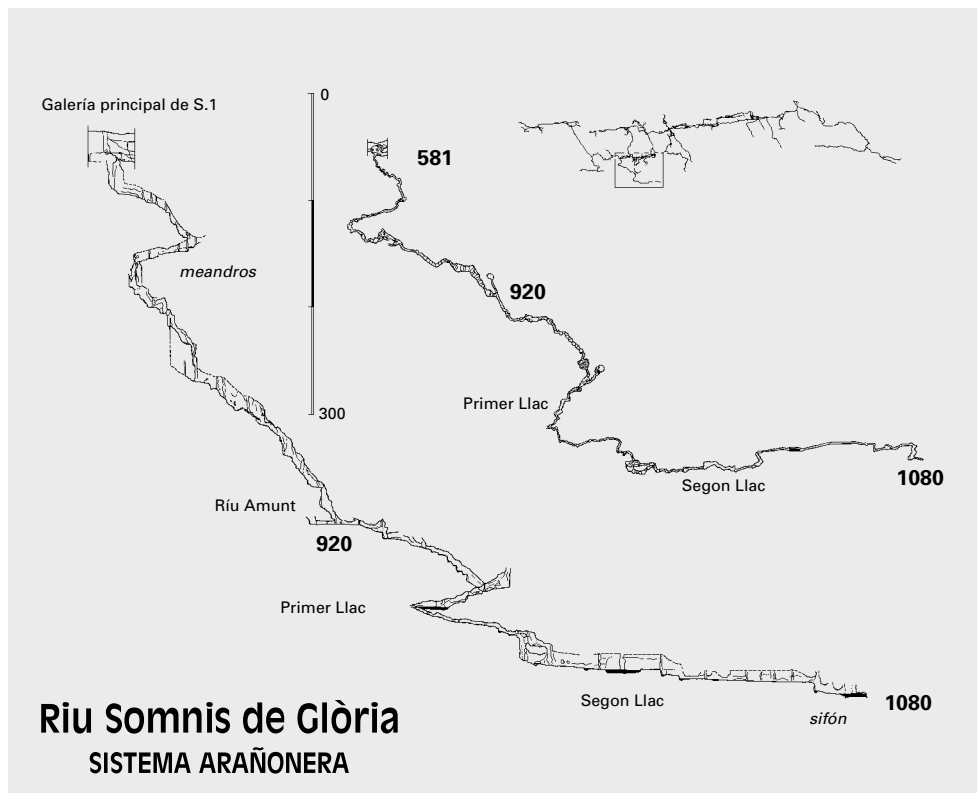 Galería principal de S.1
0
581
meandros
920
300
Primer Llac
Segon Llac
1080
Ríu Amunt
920
Primer Llac
Segon Llac
1080
sifón
Riu Somnis de Glòria
SISTEMA ARAÑONERA